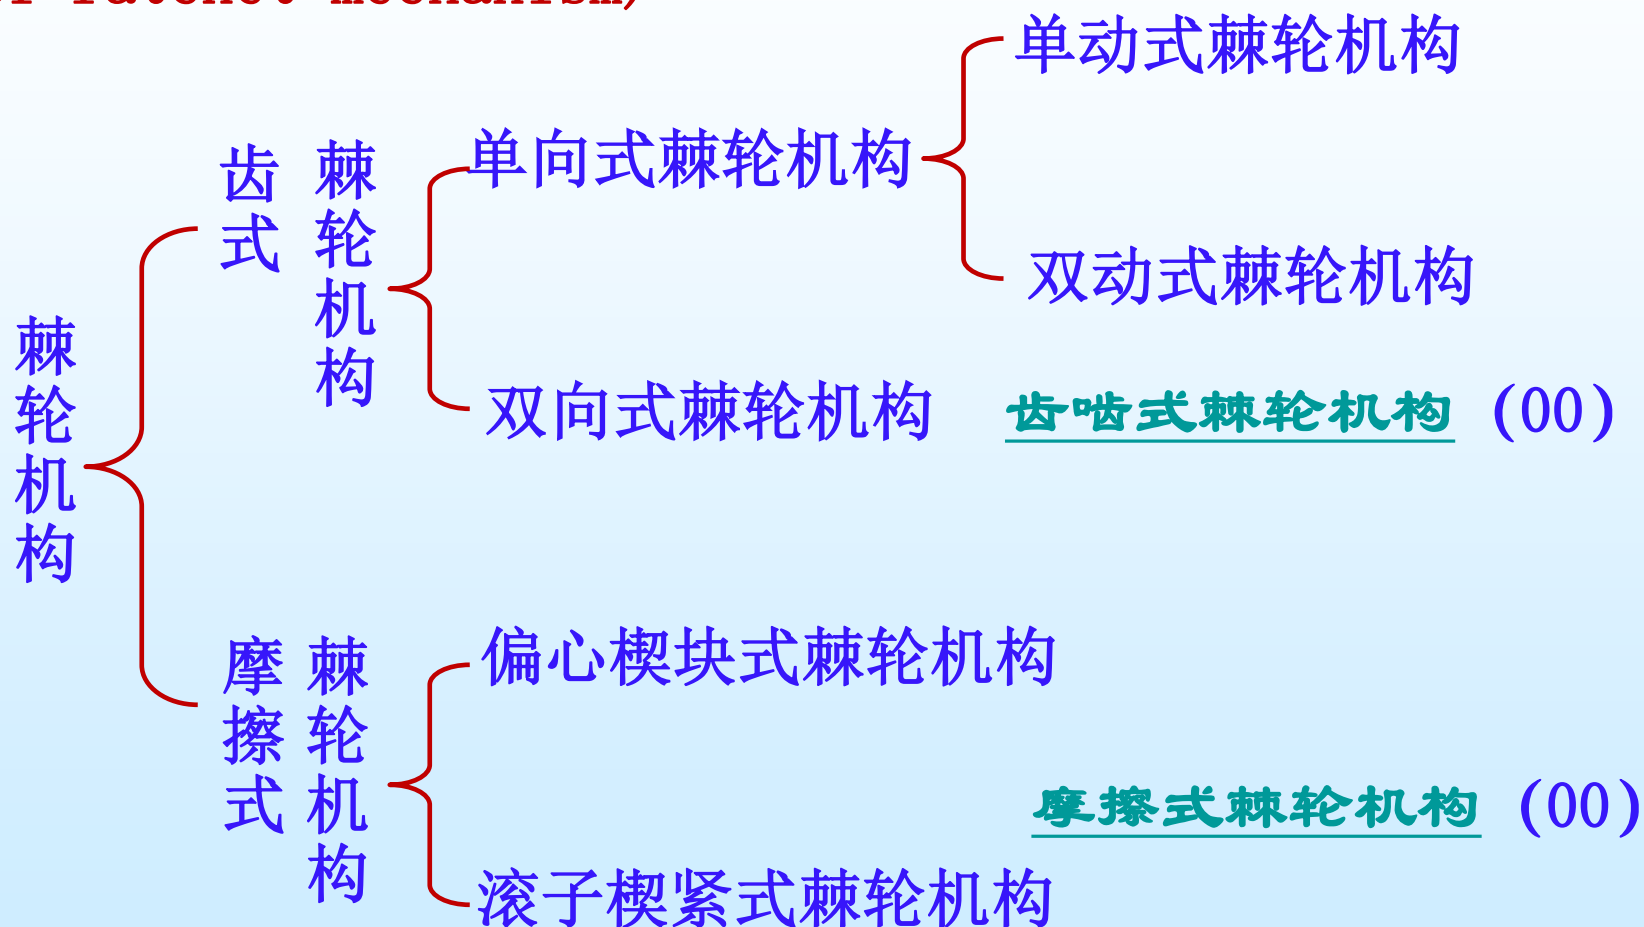 ratchet mechanism)
棘轮机构
齿式
棘轮机构
单向式棘轮机构
单动式棘轮机构
双动式棘轮机构
双向式棘轮机构
齿啮式棘轮机构 (00)
摩擦式
棘轮机构
偏心楔块式棘轮机构
摩擦式棘轮机构 (00)
滚子楔紧式棘轮机构